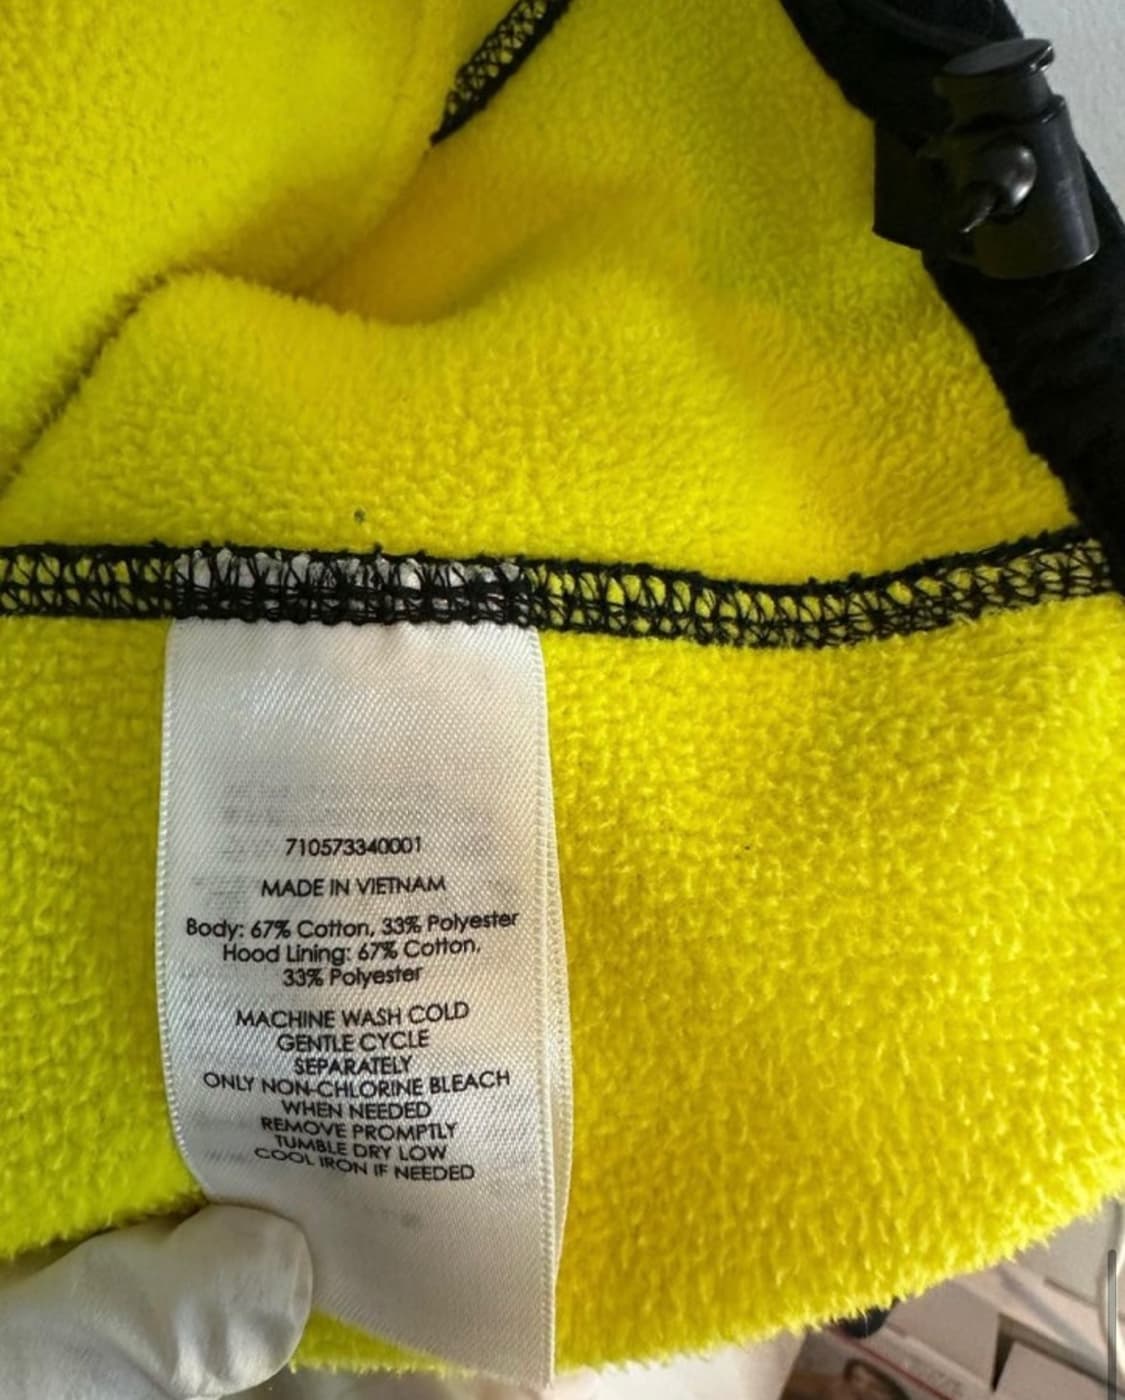 710573340001
MADE IN VIETNAM
Body: 67% Cotton, 33% Polyester
Hood Lining: 67% Cotton,
33% Polyester
MACHINE WASH COLD
GENTLE CYCLE
SEPARATELY
ONLY NON-CHLORINE BLEACH
WHEN NEEDED
REMOVE PROMPTLY
TUMBLE DRY LOW
COOL IRON IF NEEDED